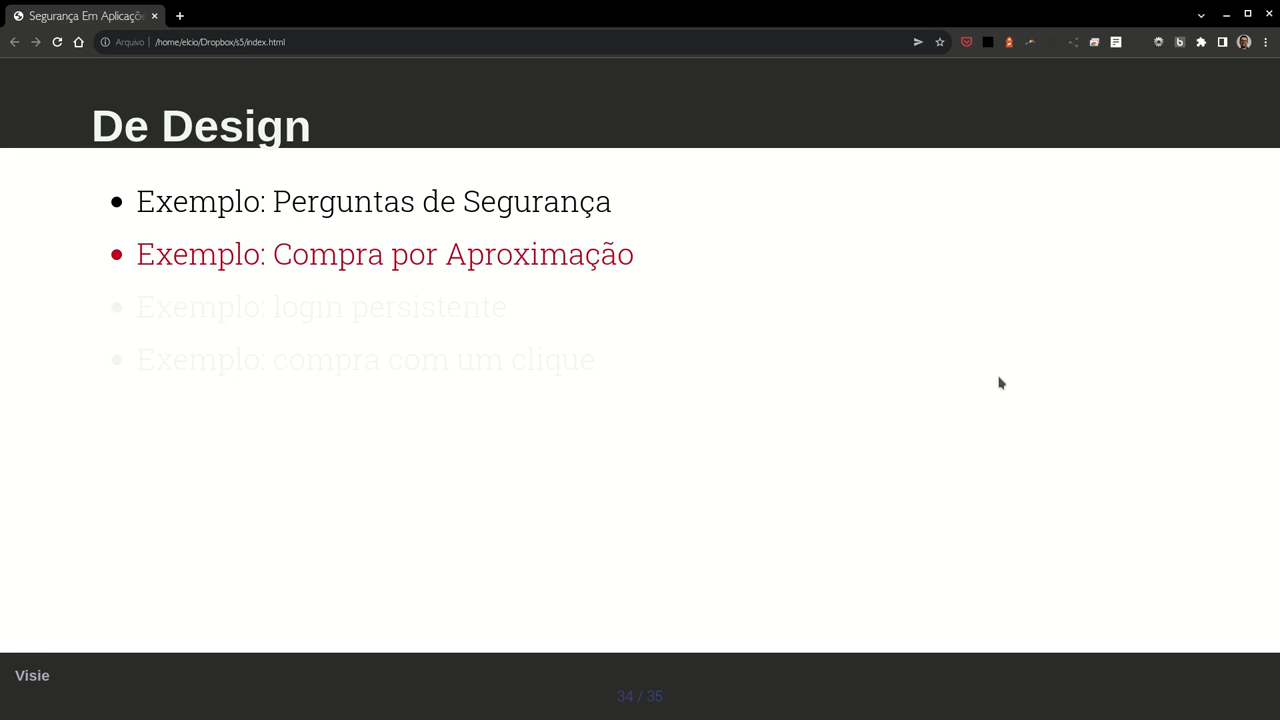 Segurança Em Aplicaçõe
Arquivo
/home/elcio/Dropbox/s5/index.html
De Design
Exemplo: Perguntas de Segurança
Exemplo: Compra por Aproximação
Exemplo: login persistente
Exemplo: compra com um clique
Visie
34 / 35